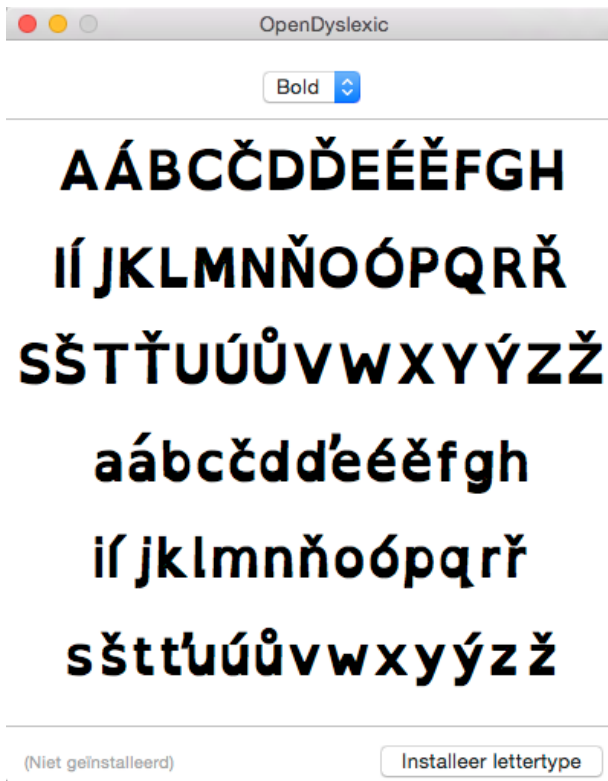 OpenDyslexic
Bold
AÁBCČDĎEÉĚFGH
IÍJKLMNŇOÓPQRŘ
SŠTŤUÚŮVWXYÝZŽ
aábcčdďeéěfgh
iíjklmnňoópqrř
sštťuúůvwxyýzž
(Niet geïnstalleerd)
Installeer lettertype